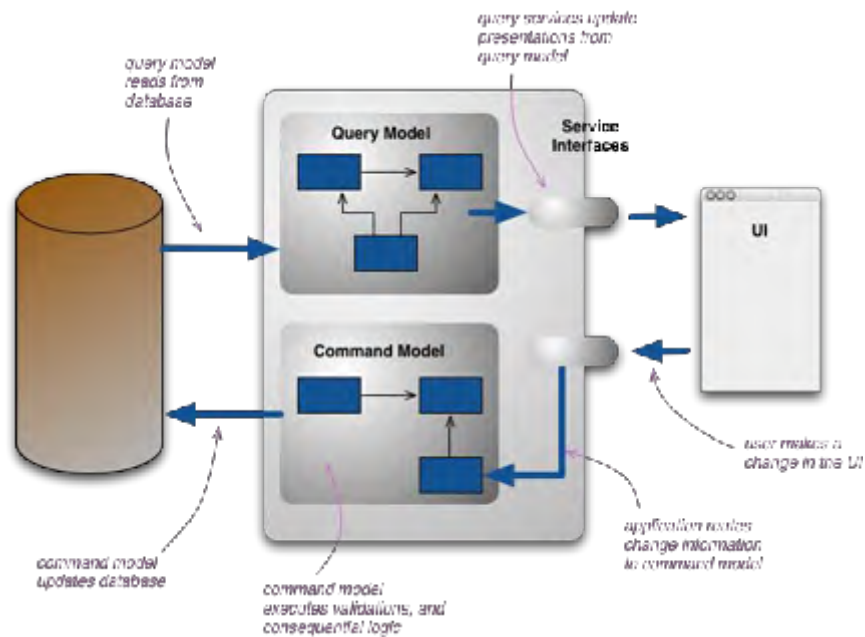 query services update
presentations from
query model
query model
reads from
database
Query Model
Service
Interfaces
UI
Command Model
user makes a
change in the UI
application routes
change information
to command model
command model
updates database
command model
executes validations, and
consequential logic